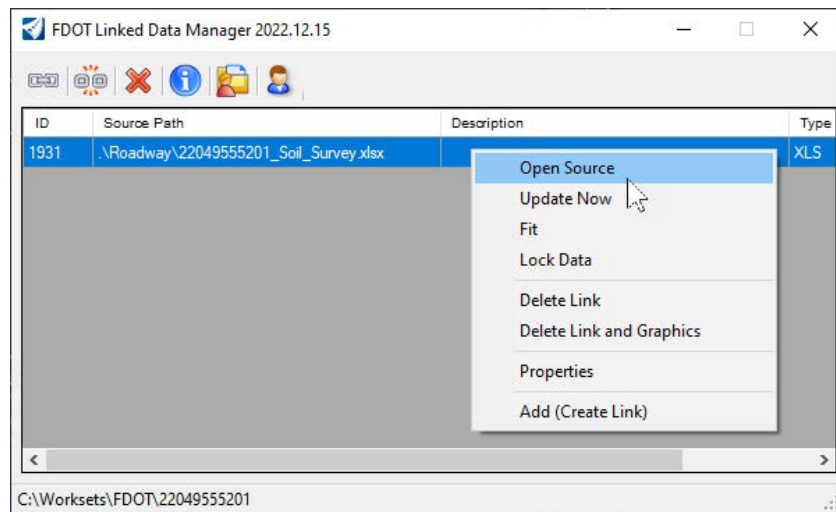 FDOT Linked Data Manager 2022.12.15
ID Source Path Description Type
1931 .\Roadway\22049555201_Soil_Survey.xlsx XLS
Open Source
Update Now
Fit
Lock Data
Delete Link
Delete Link and Graphics
Properties
Add (Create Link)
C:\Worksets\FDOT\22049555201